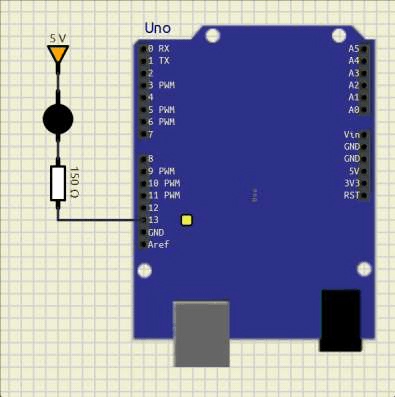 Uno
5 V
0 RX
1 TX
2
3 PWM
4
5 PWM
6 PWM
7
8
9 PWM
10 PWM
11 PWM
12
13
GND
Aref
150 Ω
A5
A4
A3
A2
A1
A0
Vin
GND
GND
5V
3V3
RST